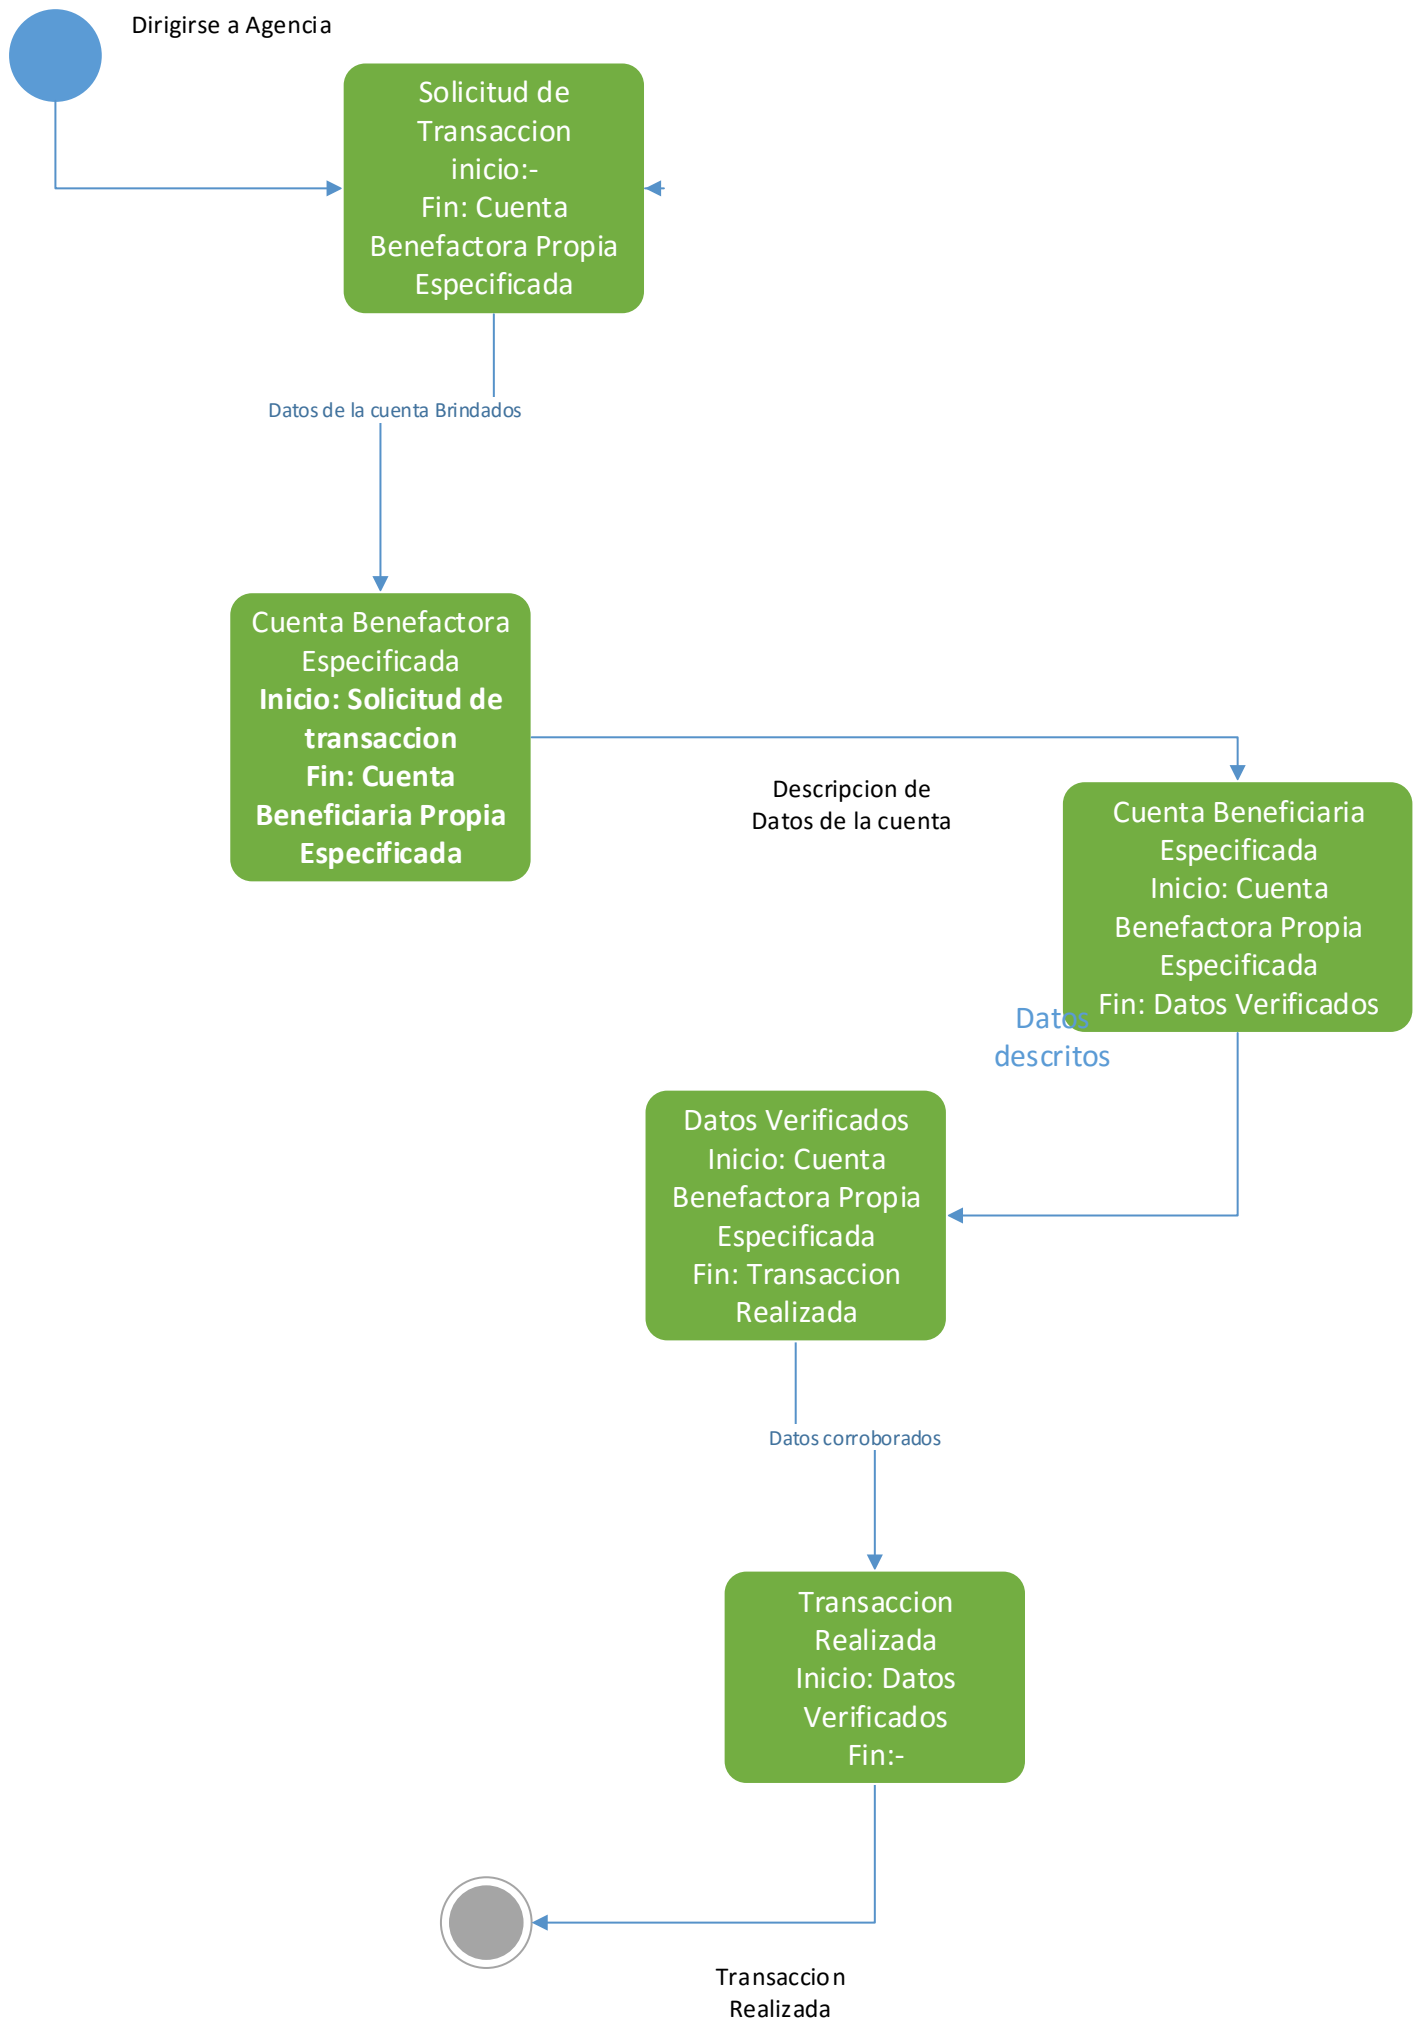 Dirigirse a Agencia
Solicitud de
Transaccion
inicio:-
Fin: Cuenta
Benefactora Propia
Especificada
Datos de la cuenta Brindados
Cuenta Benefactora
Especificada
Inicio: Solicitud de
transaccion
Fin: Cuenta
Beneficiaria Propia
Especificada
Descripcion de
Datos de la cuenta
Cuenta Beneficiaria
Especificada
Inicio: Cuenta
Benefactora Propia
Especificada
Fin: Datos Verificados
Datos
descritos
Datos Verificados
Inicio: Cuenta
Benefactora Propia
Especificada
Fin: Transaccion
Realizada
Datos corroborados
Transaccion
Realizada
Inicio: Datos
Verificados
Fin:-
Transaccion
Realizada